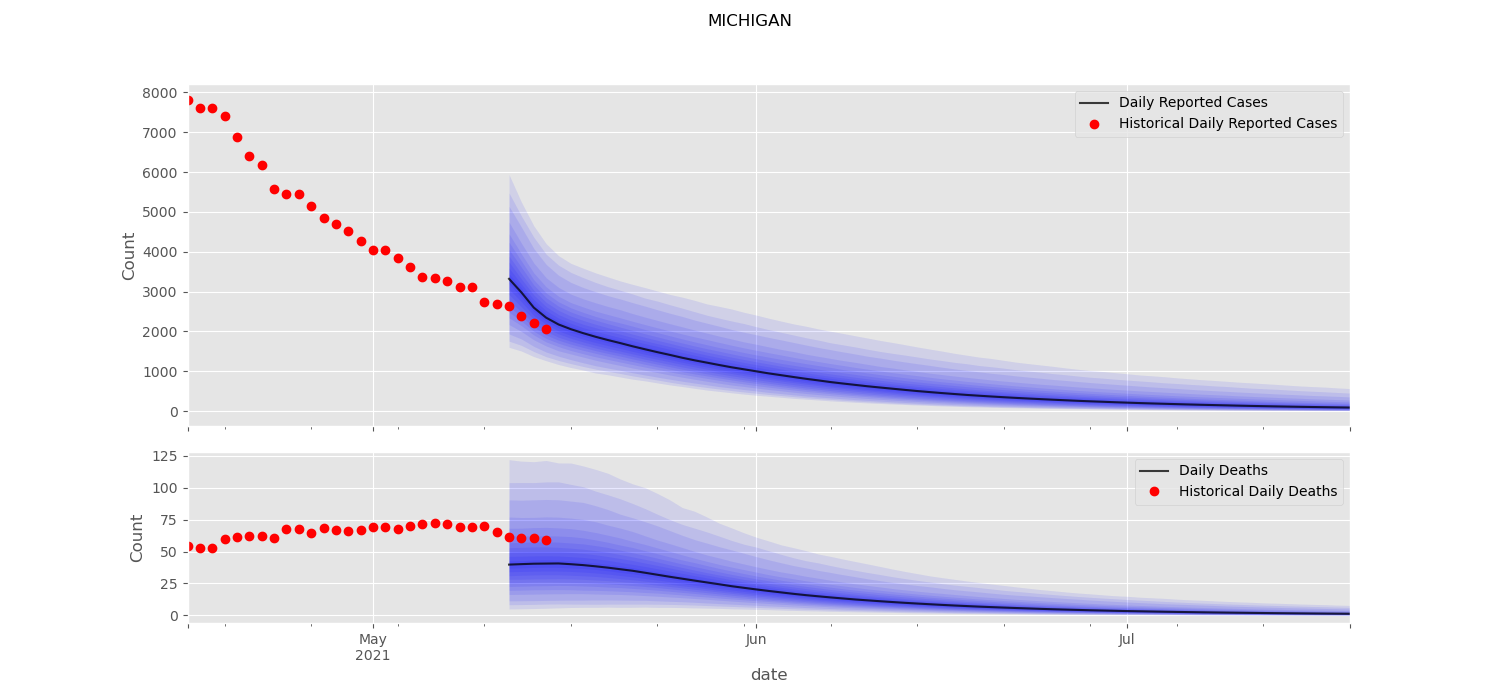 MICHIGAN
8000
7000
6000
5000
4000
3000
2000
1000
0
Count
Daily Reported Cases
Historical Daily Reported Cases
125
100
75
50
25
0
Count
Daily Deaths
Historical Daily Deaths
May
2021
Jun
Jul
date